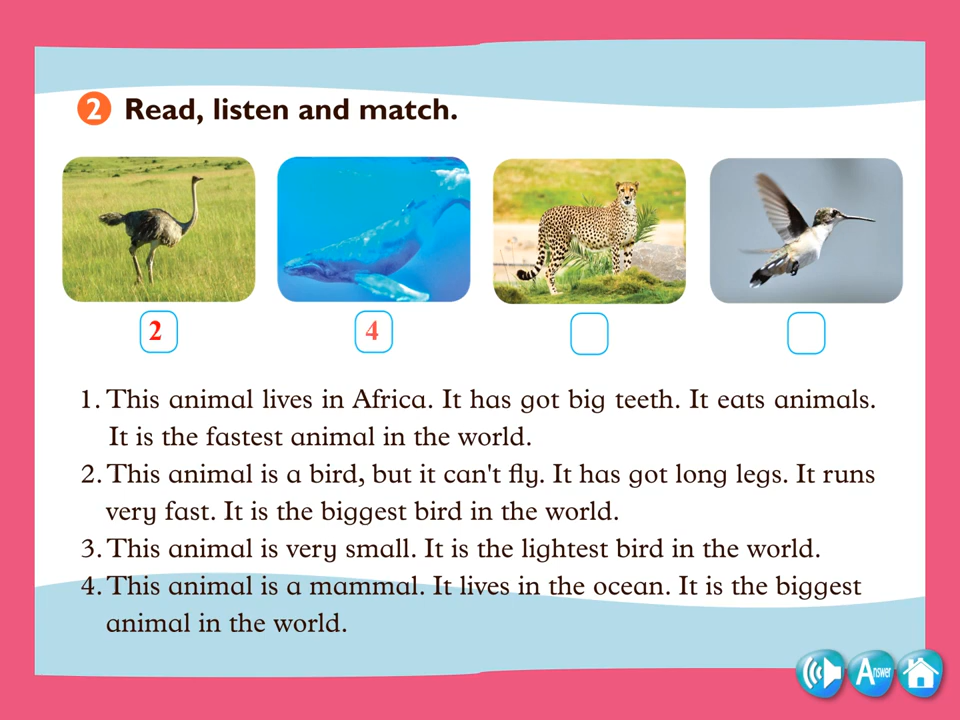 2 Read, listen and match.
2 4
1. This animal lives in Africa. It has got big teeth. It eats animals.
It is the fastest animal in the world.
2. This animal is a bird, but it can't fly. It has got long legs. It runs
very fast. It is the biggest bird in the world.
3. This animal is very small. It is the lightest bird in the world.
4. This animal is a mammal. It lives in the ocean. It is the biggest
animal in the world.
Answer